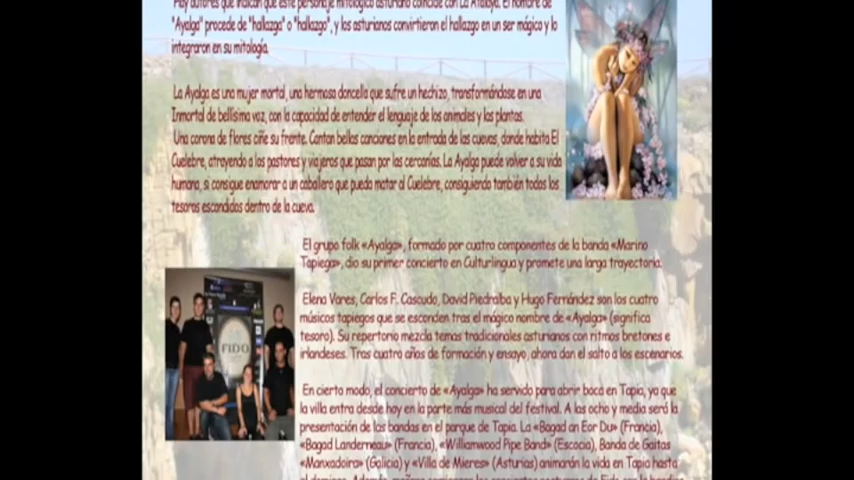 Hay autores que indican que este personaje mitológico asturiano coincide con La Atalaya. El nombre de
"Ayalga" procede de "hallazga" o "hallazgo", y los asturianos convirtieron el hallazgo en un ser mágico y lo
integraron en su mitología.
La Ayalga es una mujer mortal, una hermosa doncella que sufre un hechizo, transformándose en una
Inmortal de bellísima voz, con la capacidad de entender el lenguaje de los animales y las plantas.
Una corona de flores ciñe su frente. Cantan bellas canciones en la entrada de las cuevas, donde habita El
Cuelebre, atrayendo a los pastores y viajeros que pasan por las cercanías. La Ayalga puede volver a su vida
humana, si consigue enamorar a un caballero que pueda matar al Cuelebre, consiguiendo también todos los
tesoros escondidos dentro de la cueva.
El grupo folk «Ayalga», formado por cuatro componentes de la banda «Marino
Tapiega», dio su primer concierto en Culturlingua y promete una larga trayectoria.
Elena Vares, Carlos F. Cascudo, David Piedralba y Hugo Fernández son los cuatro
músicos tapiegos que se esconden tras el mágico nombre de «Ayalga» (significa
tesoro). Su repertorio mezcla temas tradicionales asturianos con ritmos bretones e
irlandeses. Tras cuatro años de formación y ensayo, ahora dan el salto a los escenarios.
FIDO
En cierto modo, el concierto de «Ayalga» ha servido para abrir boca en Tapia, ya que
la villa entra desde hoy en la parte más musical del festival. A las ocho y media será la
presentación de las bandas en el parque de Tapia. La «Bagad an Eor Du» (Francia),
«Bagad Landerneau» (Francia), «Williamwood Pipe Band» (Escocia), Banda de Gaitas
«Manxadoira» (Galicia) y «Villa de Mieres» (Asturias) animarán la vida en Tapia hasta